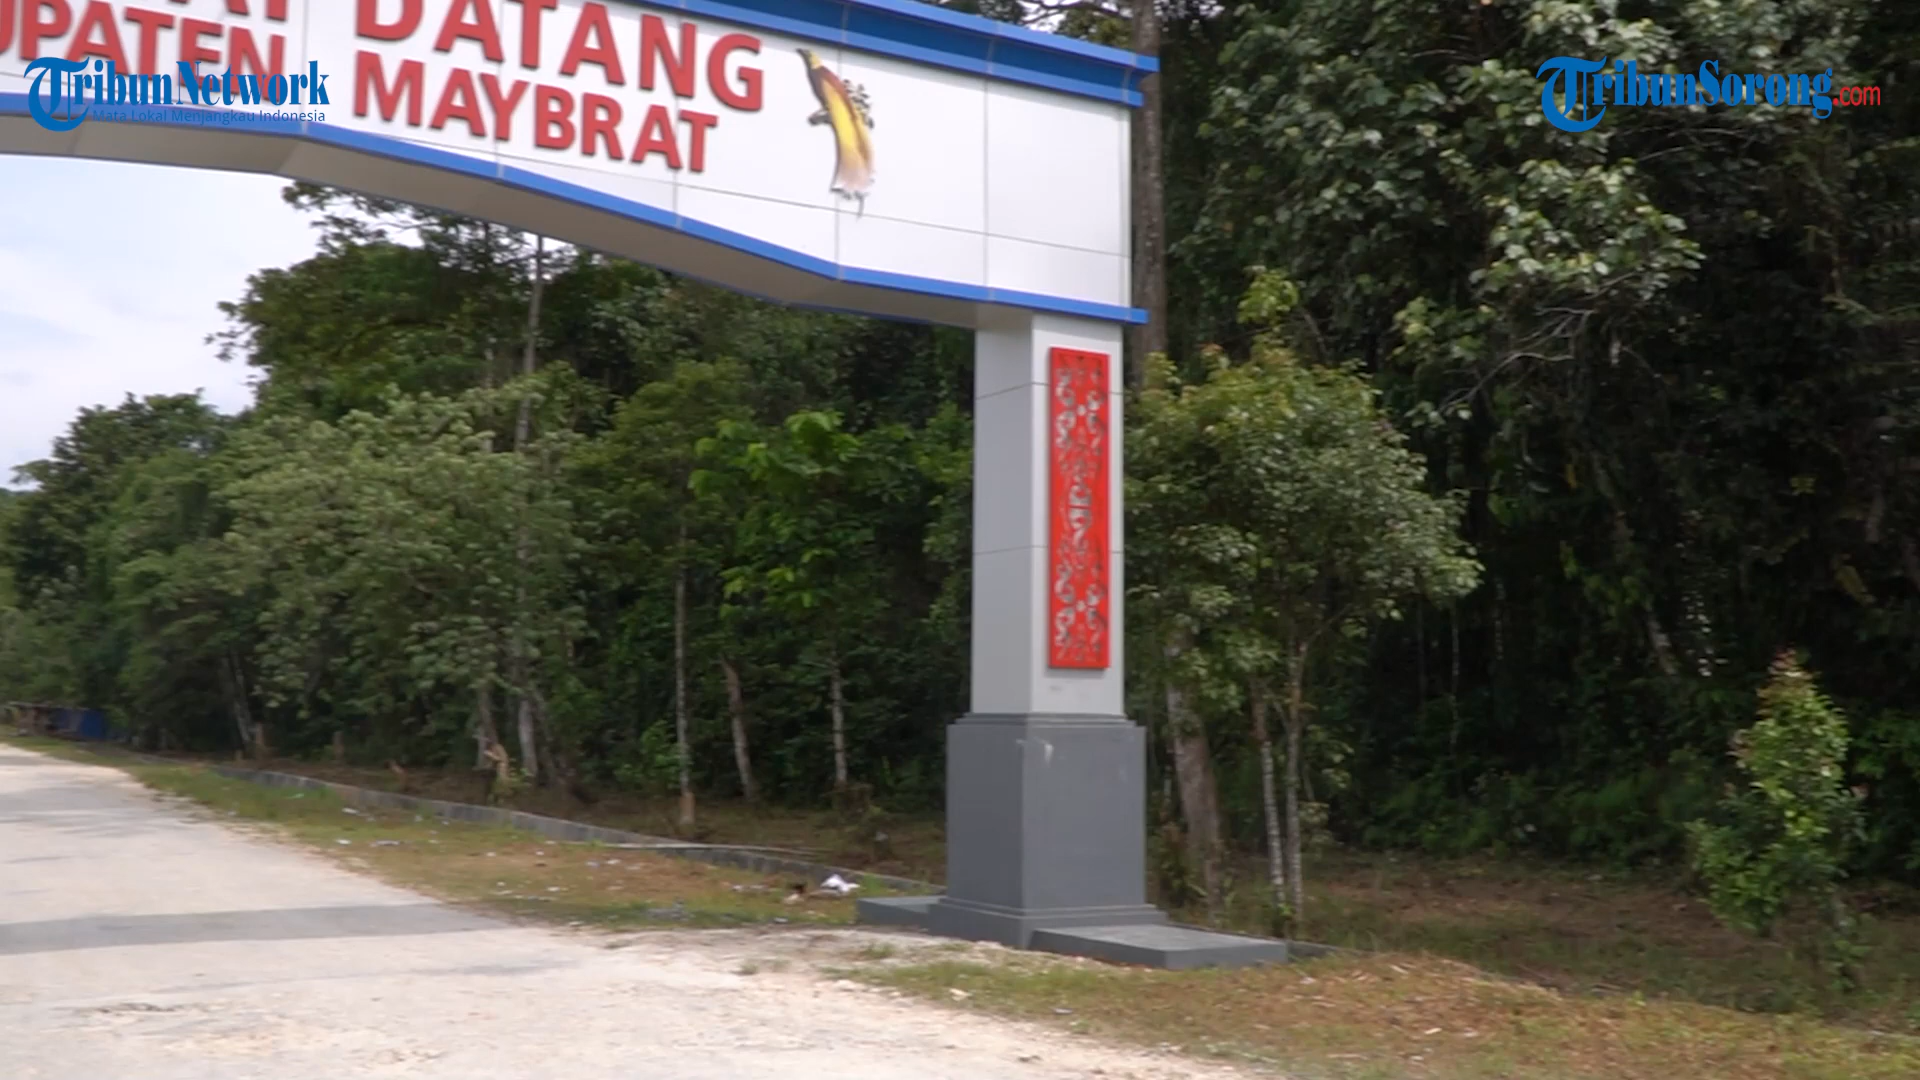 DATANG
UPATEN MAYBRAT
TribunNetwork
Mata Lokal Menjangkau Indonesia
TribunSorong.com